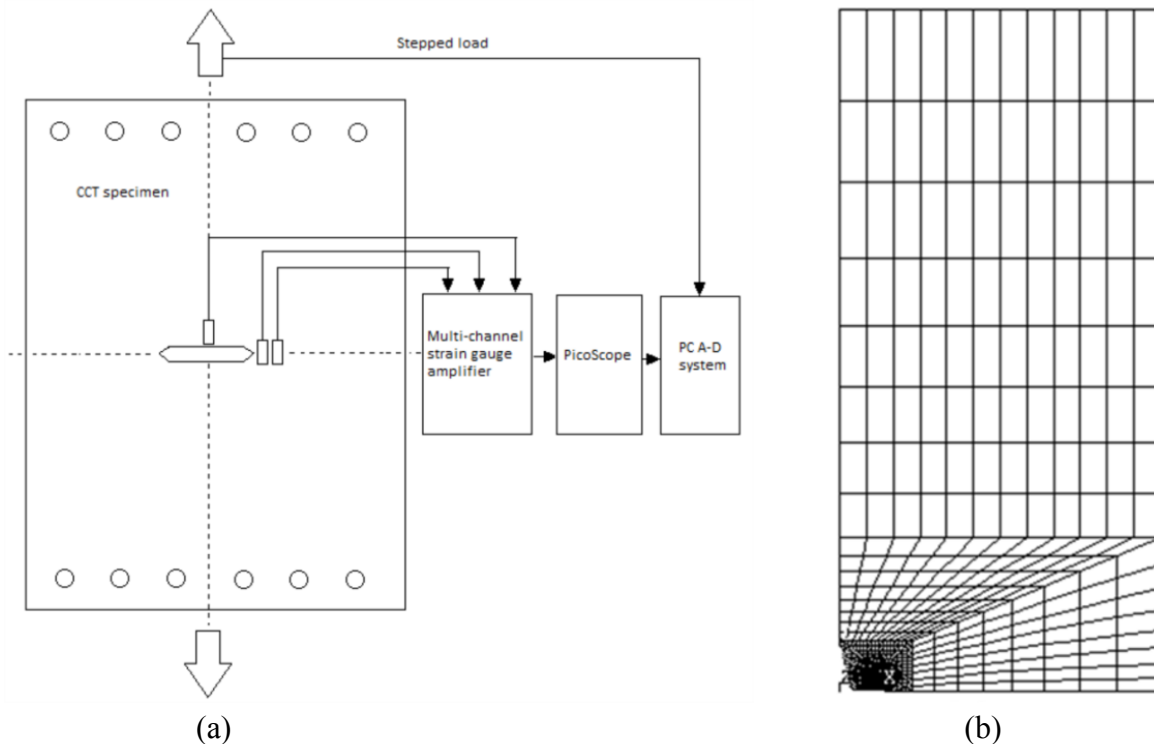 Stepped load
CCT specimen
Multi-channel
strain gauge
amplifier
PicoScope
PC A-D
system
X
(a)
(b)